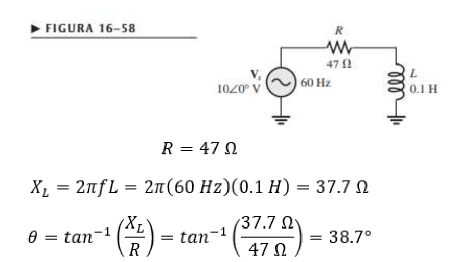 ► FIGURA 16–58
R
47 Ω
Vs
10∠0° V
60 Hz
L
0.1 H
R = 47 Ω
X_L = 2πfL = 2π(60 Hz)(0.1 H) = 37.7 Ω
θ = tan⁻¹ (X_L / R) = tan⁻¹ (37.7 Ω / 47 Ω) = 38.7°